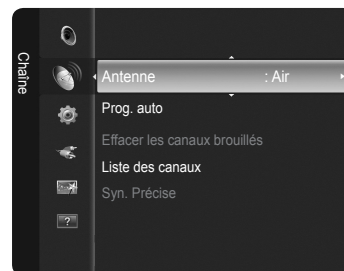 Chaîne
Antenne : Air
Prog. auto
Effacer les canaux brouillés
Liste des canaux
Syn. Précise
?